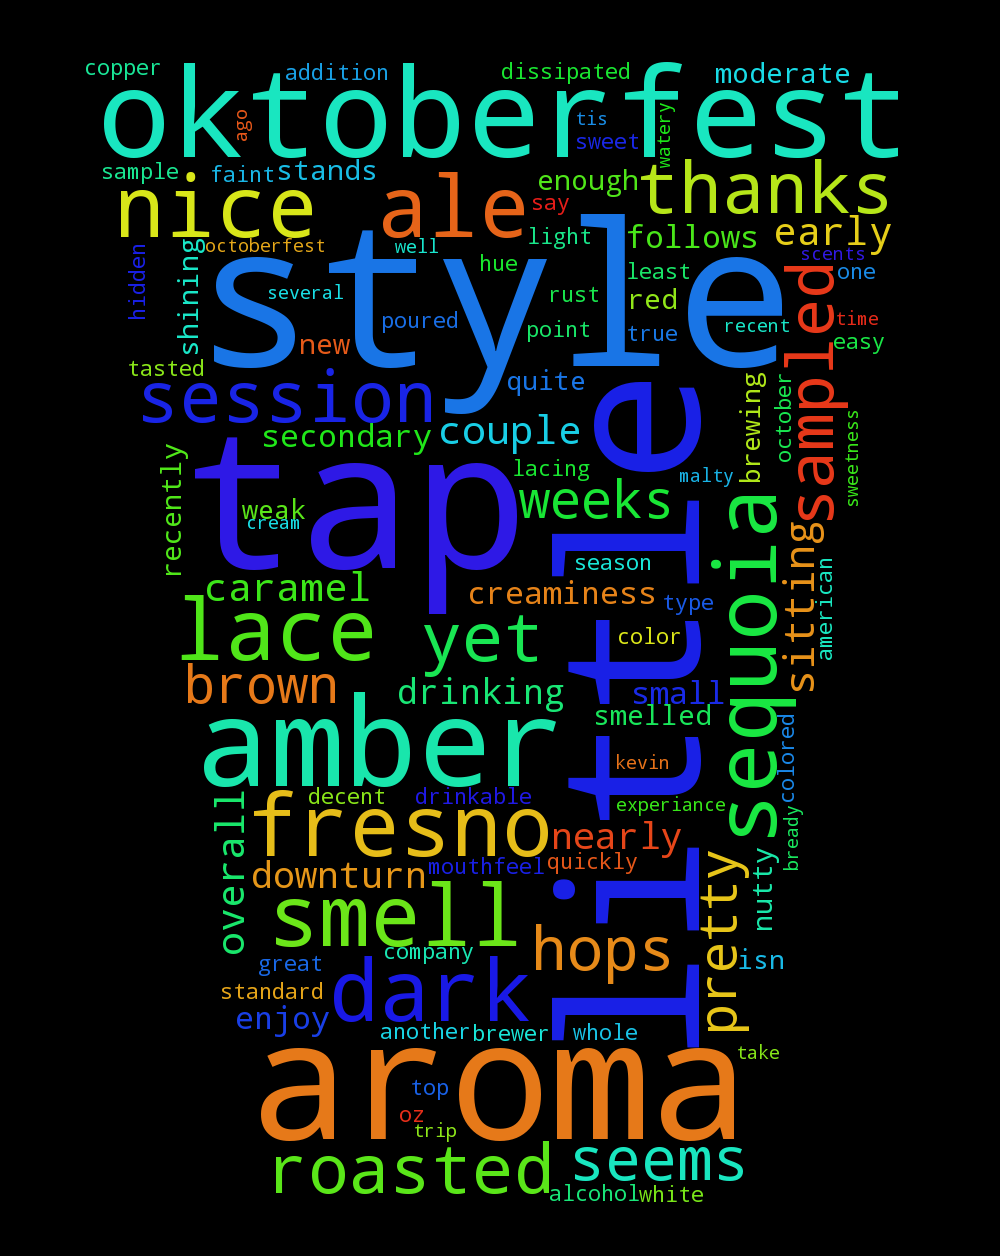 copper
oktoberfest
addition
dissipated
moderate
ago
tis
sweet
watery
sample
faint
stands
nice
ale
enough
say
thanks
hidden
shining
octoberfest
well
light
follows
early
scents
style
several
hue
least
one
sampled
rust
red
time
poured
point
true
recent
easy
new
tasted
session
quite
little
brewing
october
sweetness
secondary
couple
recently
tap
lacing
malty
weak
cream
weeks
sequoia
sitting
season
american
caramel
creaminess
type
lace
yet
color
brown
drinking
small
smelled
amber
colored
kevin
overall
decent
drinkable
experiance
bready
fresno
nearly
downturn
mouthfeel
quickly
pretty
nutty
smell
hops
company
isn
great
dark
standard
enjoy
another
brewer
whole
aroma
take
top
oz
trip
roasted
seems
alcohol
white